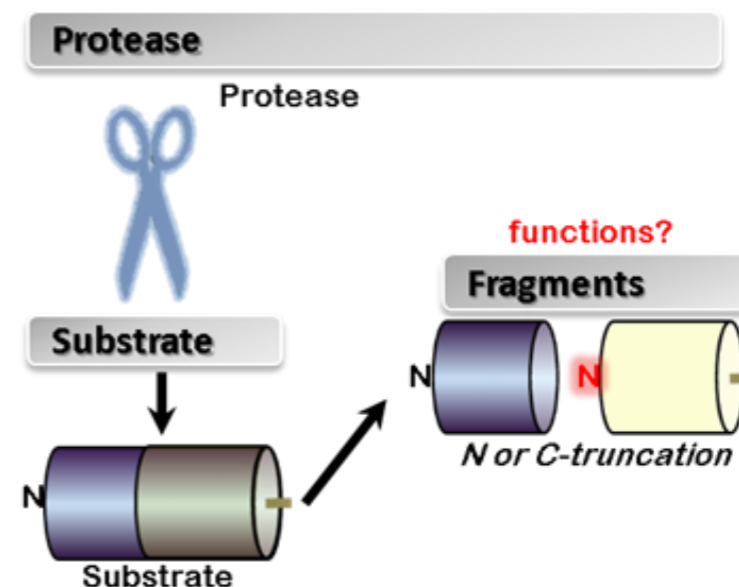 Protease
Protease
functions?
Fragments
Substrate
N
N
N or C-truncation
N
Substrate